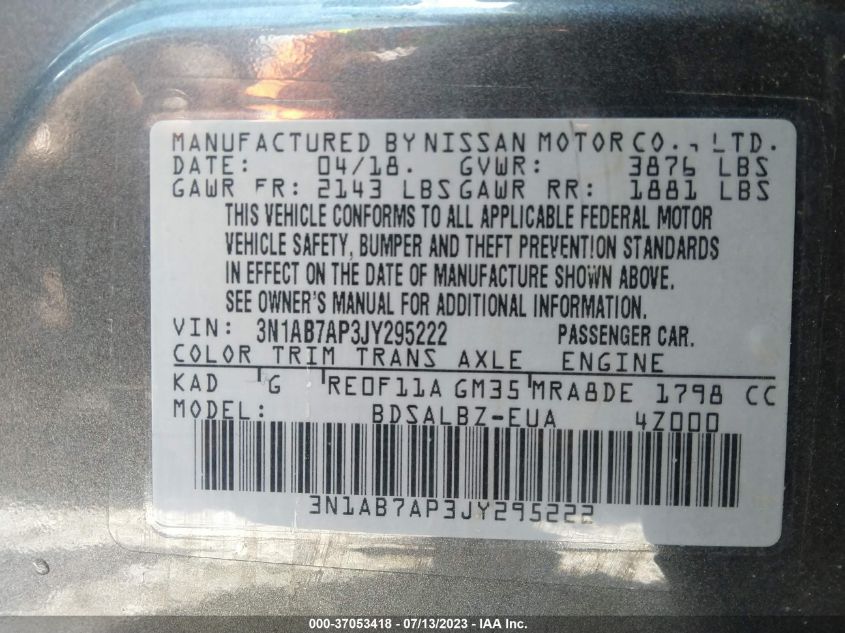 MANUFACTURED BY NISSAN MOTOR CO., LTD.
DATE: 04/18. GVWR: 3876 LBS
GAWR FR: 2143 LBS GAWR RR: 1881 LBS
THIS VEHICLE CONFORMS TO ALL APPLICABLE FEDERAL MOTOR
VEHICLE SAFETY, BUMPER AND THEFT PREVENTION STANDARDS
IN EFFECT ON THE DATE OF MANUFACTURE SHOWN ABOVE.
SEE OWNER'S MANUAL FOR ADDITIONAL INFORMATION.
VIN: 3N1AB7AP3JY295222 PASSENGER CAR.
COLOR TRIM TRANS AXLE ENGINE
KAD G RE0F11A GM35 MRA8DE 1798 CC
MODEL: BDSALBZ-EUA 4Z000
3N1AB7AP3JY295222
000-37053418 - 07/13/2023 - IAA Inc.